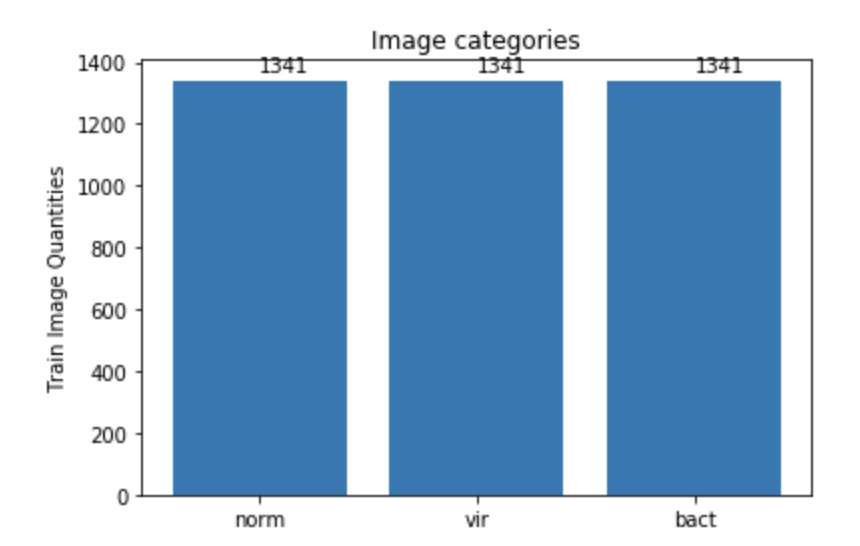 Image categories
1341 1341 1341
Train Image Quantities
1400
1200
1000
800
600
400
200
0
norm vir bact